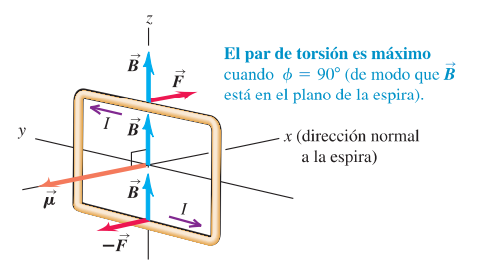 z
B⃗
F⃗
El par de torsión es máximo
cuando ϕ = 90° (de modo que B⃗
está en el plano de la espira).
I
B⃗
y
x (dirección normal
a la espira)
μ⃗
B⃗
I
−F⃗